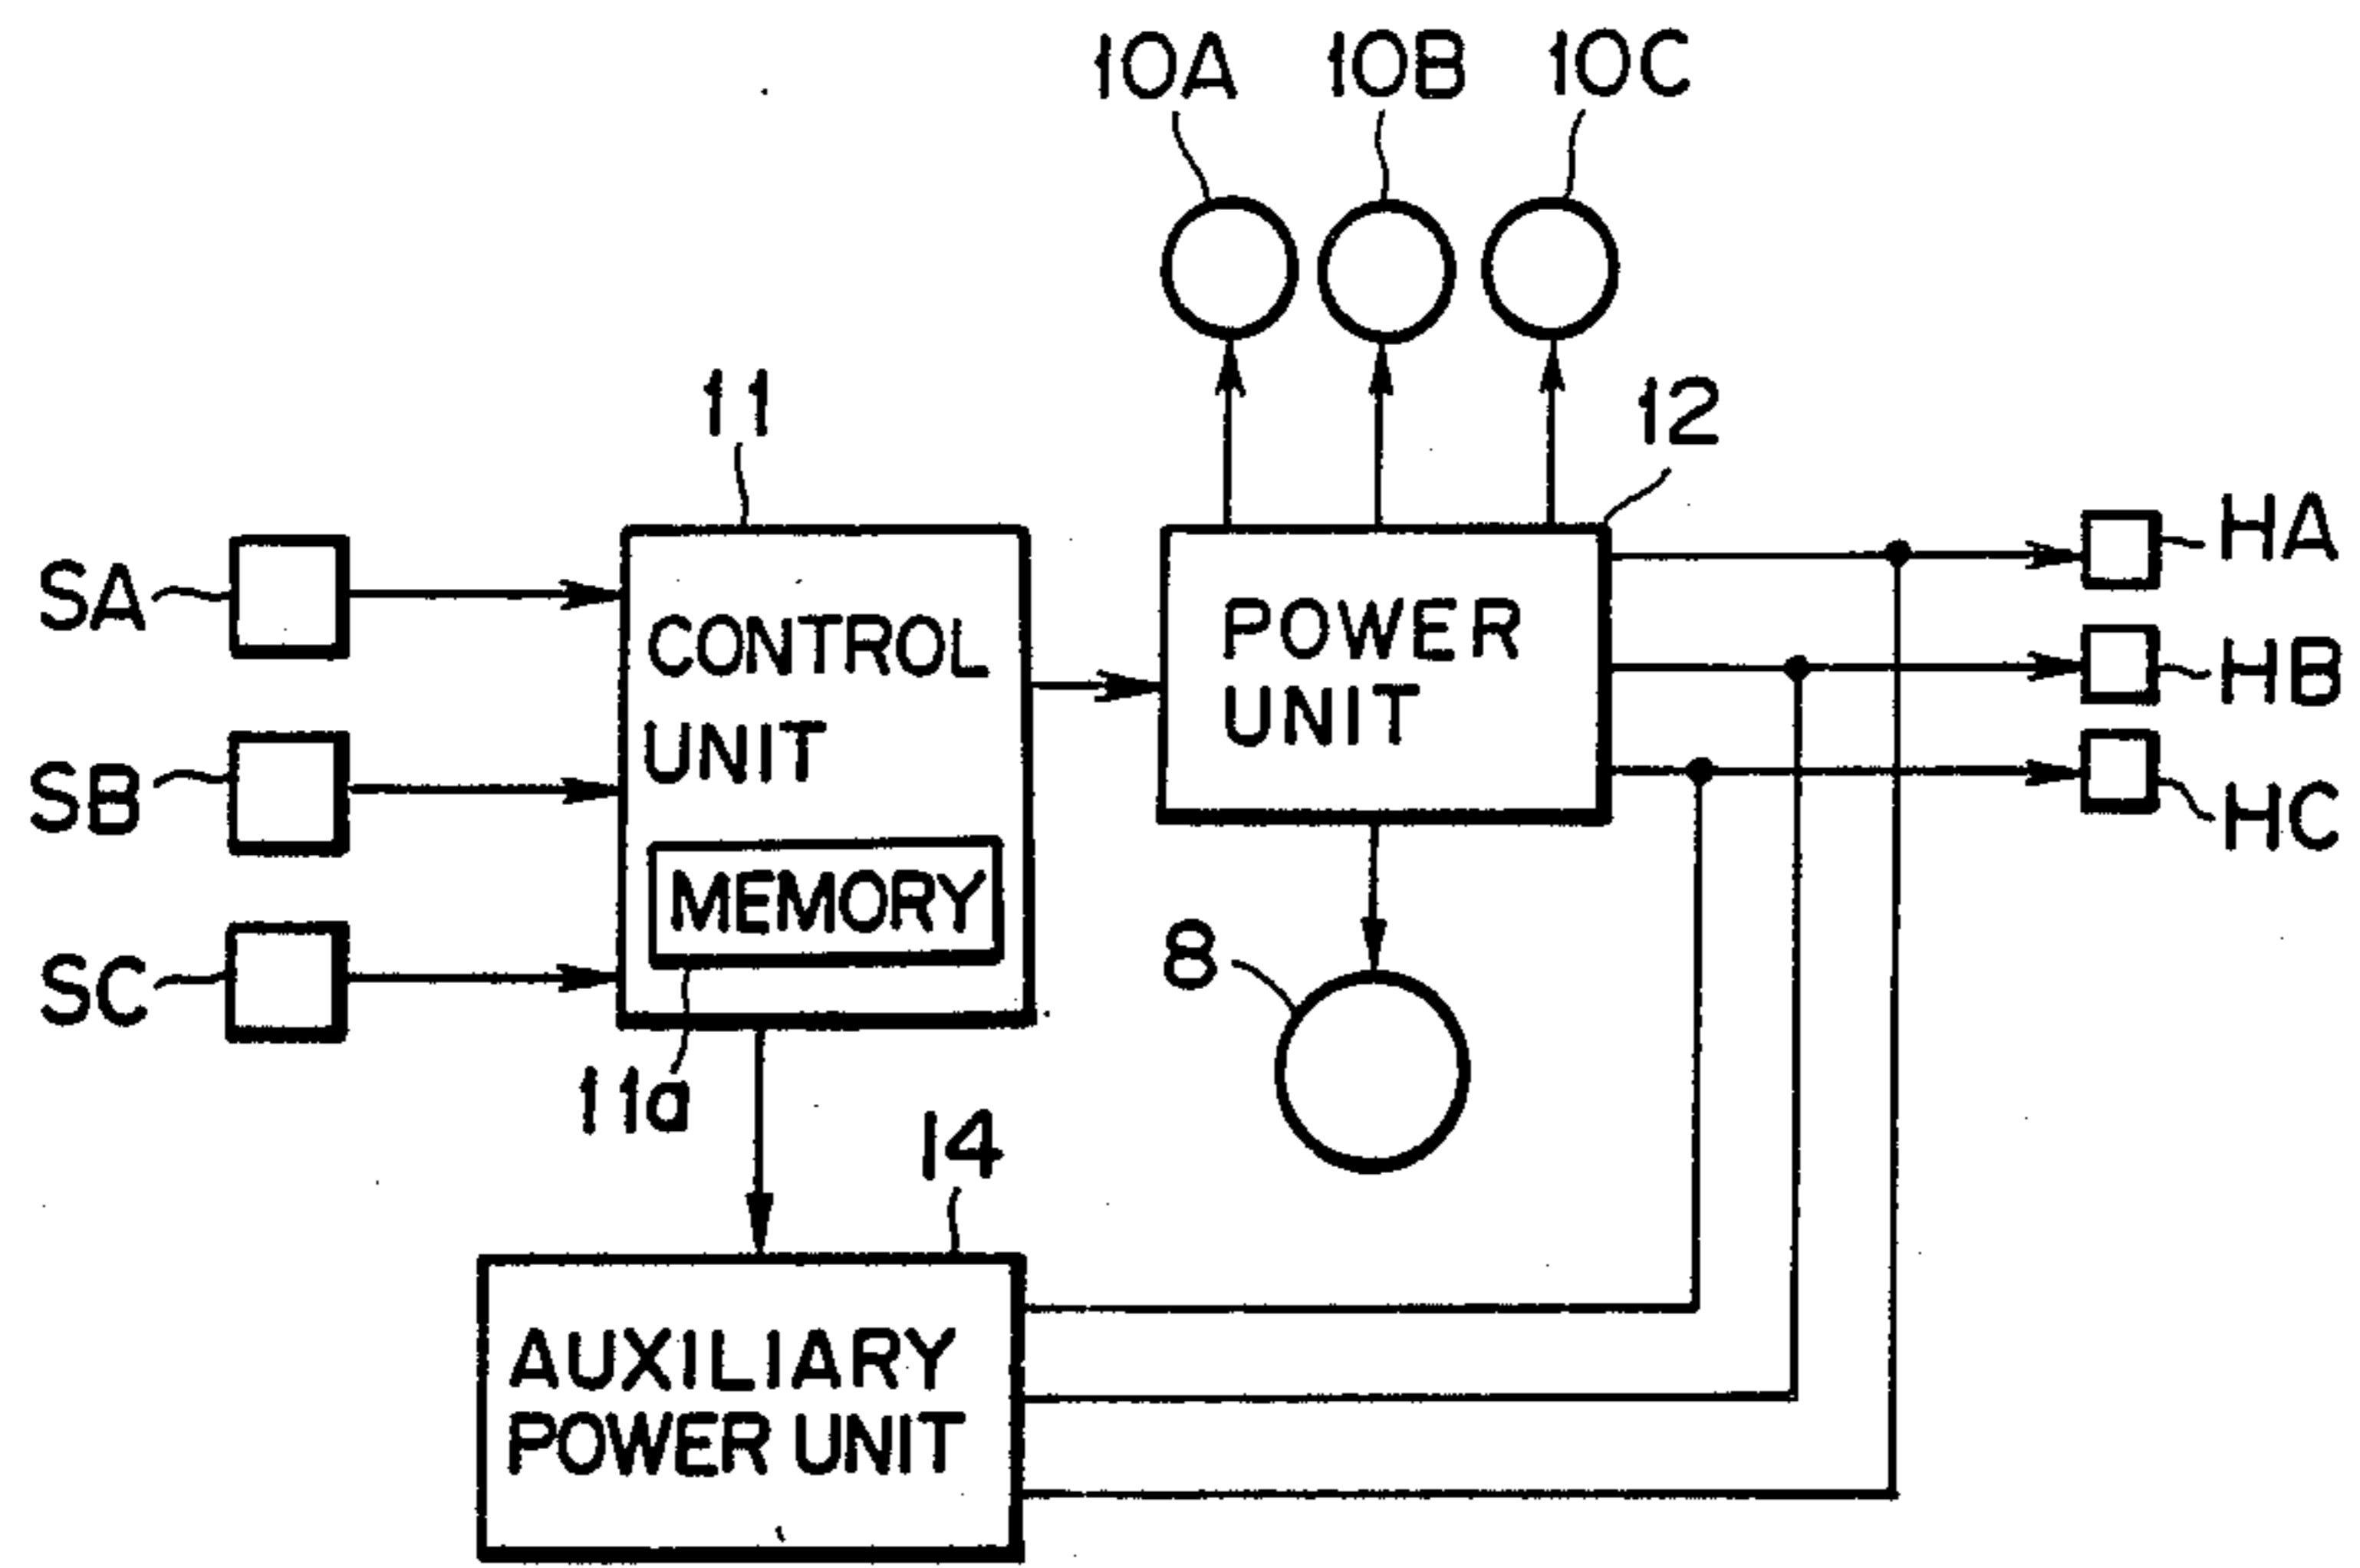 10A 10B 10C
11
12
SA
CONTROL
UNIT
POWER
UNIT
HA
HB
SB
HC
MEMORY
8
SC
11a
14
AUXILIARY
POWER UNIT